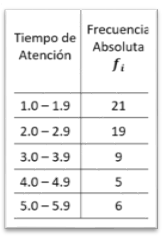 Tiempo de Atención Frecuencia Absoluta fᵢ
1.0 – 1.9 21
2.0 – 2.9 19
3.0 – 3.9 9
4.0 – 4.9 5
5.0 – 5.9 6